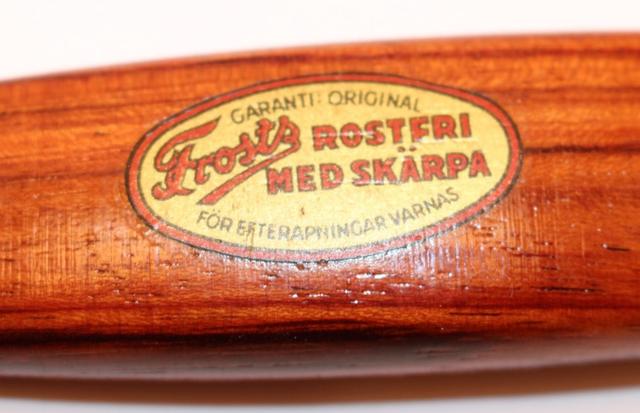 GARANTI: ORIGINAL
Frosts ROSTFRI
MED SKÄRPA
FÖR EFTERAPNINGAR VARNAS